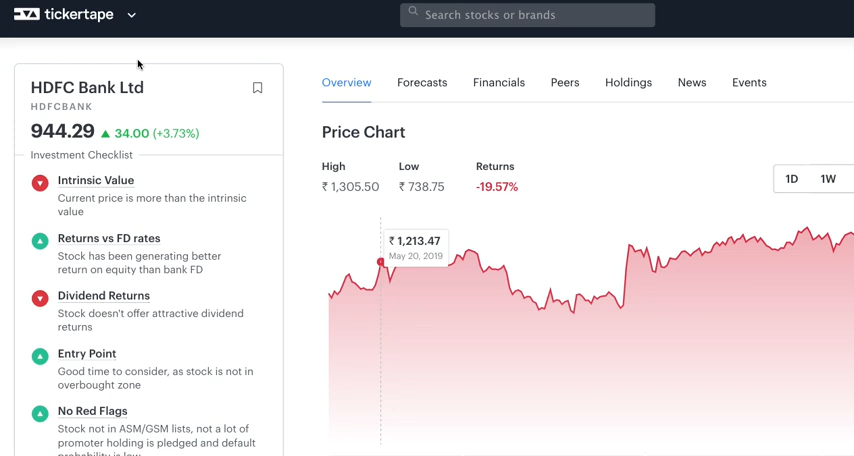 tickertape
Search stocks or brands
HDFC Bank Ltd
HDFCBANK
944.29 ▲ 34.00 (+3.73%)
Investment Checklist
Intrinsic Value
Current price is more than the intrinsic
value
Returns vs FD rates
Stock has been generating better
return on equity than bank FD
Dividend Returns
Stock doesn't offer attractive dividend
returns
Entry Point
Good time to consider, as stock is not in
overbought zone
No Red Flags
Stock not in ASM/GSM lists, not a lot of
promoter holding is pledged and default
probability is low
Overview Forecasts Financials Peers Holdings News Events
Price Chart
High Low Returns
₹ 1,305.50 ₹ 738.75 -19.57%
1D 1W
₹ 1,213.47
May 20, 2019